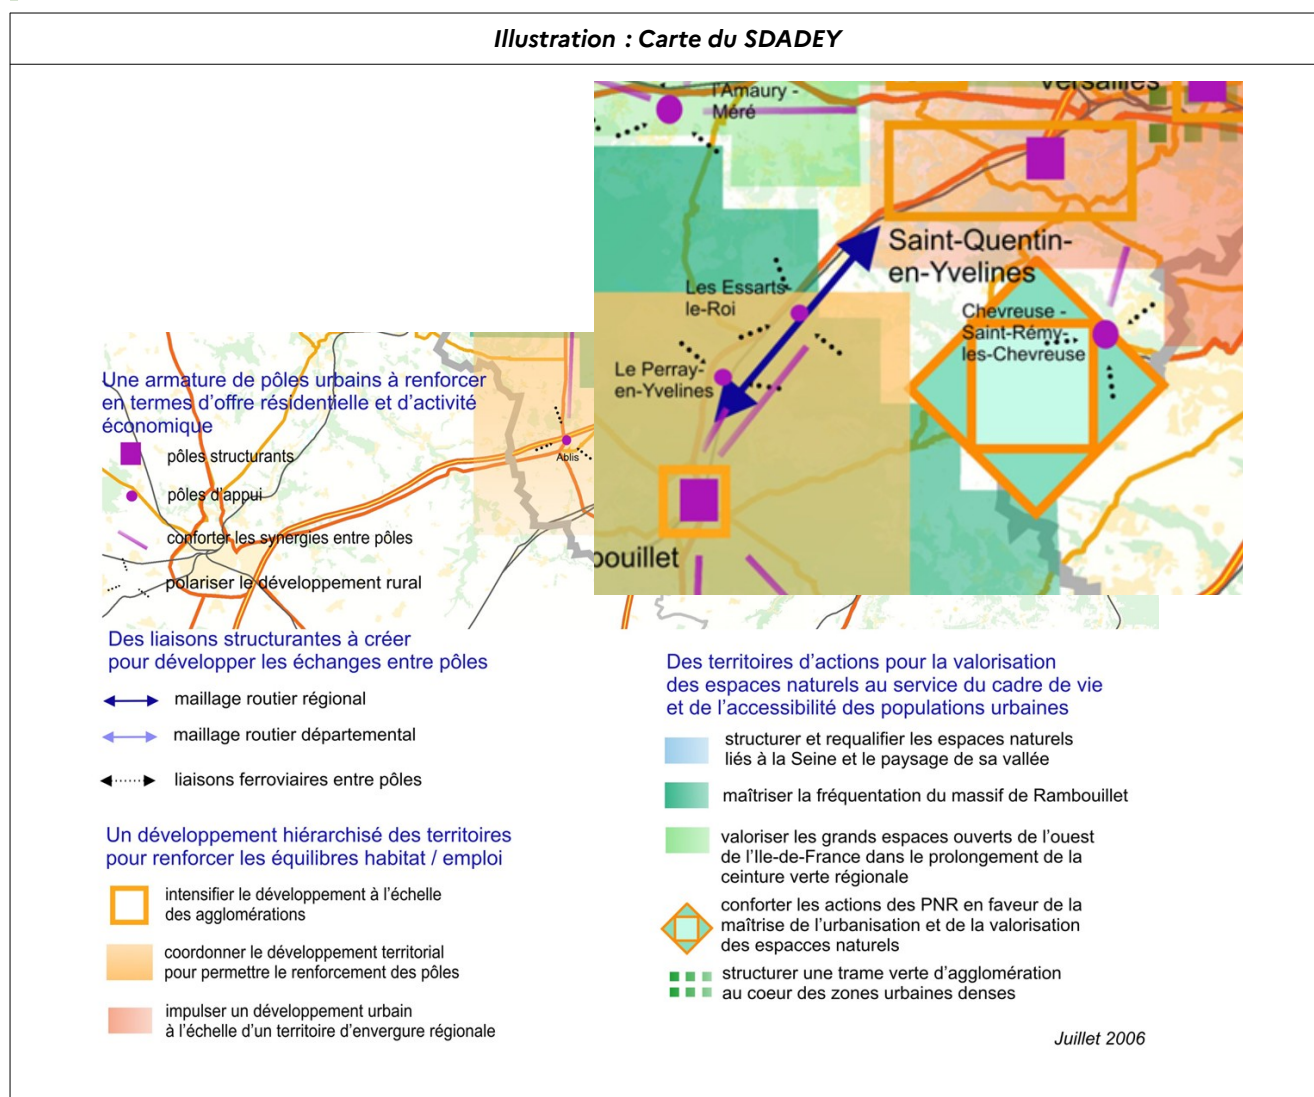 Illustration : Carte du SDADEY
l'Amaury -
Méré
Versailles
Saint-Quentin-
en-Yvelines
Les Essarts-
le-Roi
Chevreuse -
Saint-Rémy-
les-Chevreuse
Le Perray-
en-Yvelines
bouillet
Ablis
Une armature de pôles urbains à renforcer
en termes d'offre résidentielle et d'activité
économique
pôles structurants
pôles d'appui
conforter les synergies entre pôles
polariser le développement rural
Des liaisons structurantes à créer
pour développer les échanges entre pôles
maillage routier régional
maillage routier départemental
liaisons ferroviaires entre pôles
Un développement hiérarchisé des territoires
pour renforcer les équilibres habitat / emploi
intensifier le développement à l'échelle
des agglomérations
coordonner le développement territorial
pour permettre le renforcement des pôles
impulser un développement urbain
à l'échelle d'un territoire d'envergure régionale
Des territoires d'actions pour la valorisation
des espaces naturels au service du cadre de vie
et de l'accessibilité des populations urbaines
structurer et requalifier les espaces naturels
liés à la Seine et le paysage de sa vallée
maîtriser la fréquentation du massif de Rambouillet
valoriser les grands espaces ouverts de l'ouest
de l'Ile-de-France dans le prolongement de la
ceinture verte régionale
conforter les actions des PNR en faveur de la
maîtrise de l'urbanisation et de la valorisation
des espacces naturels
structurer une trame verte d'agglomération
au coeur des zones urbaines denses
Juillet 2006